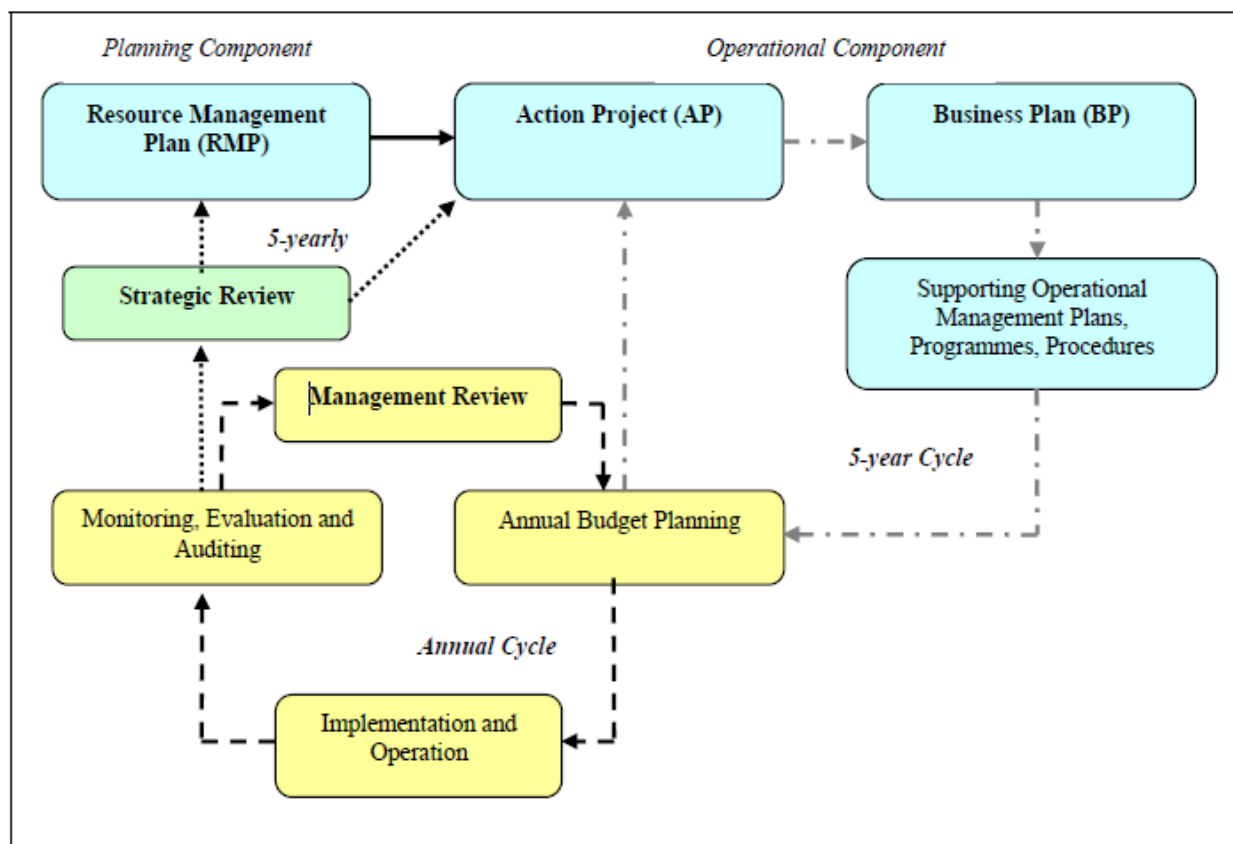 Planning Component
Operational Component
Resource Management
Plan (RMP)
Action Project (AP)
Business Plan (BP)
5-yearly
Strategic Review
Supporting Operational
Management Plans,
Programmes, Procedures
Management Review
5-year Cycle
Monitoring, Evaluation and
Auditing
Annual Budget Planning
Annual Cycle
Implementation and
Operation